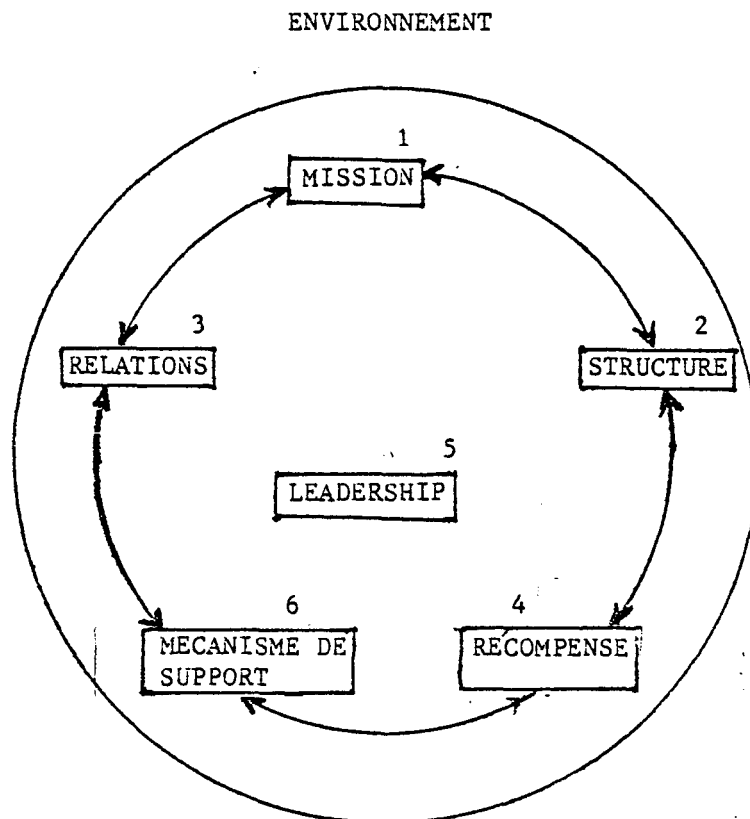 ENVIRONNEMENT
1
MISSION
3
RELATIONS
2
STRUCTURE
5
LEADERSHIP
6
MECANISME DE
SUPPORT
4
RECOMPENSE